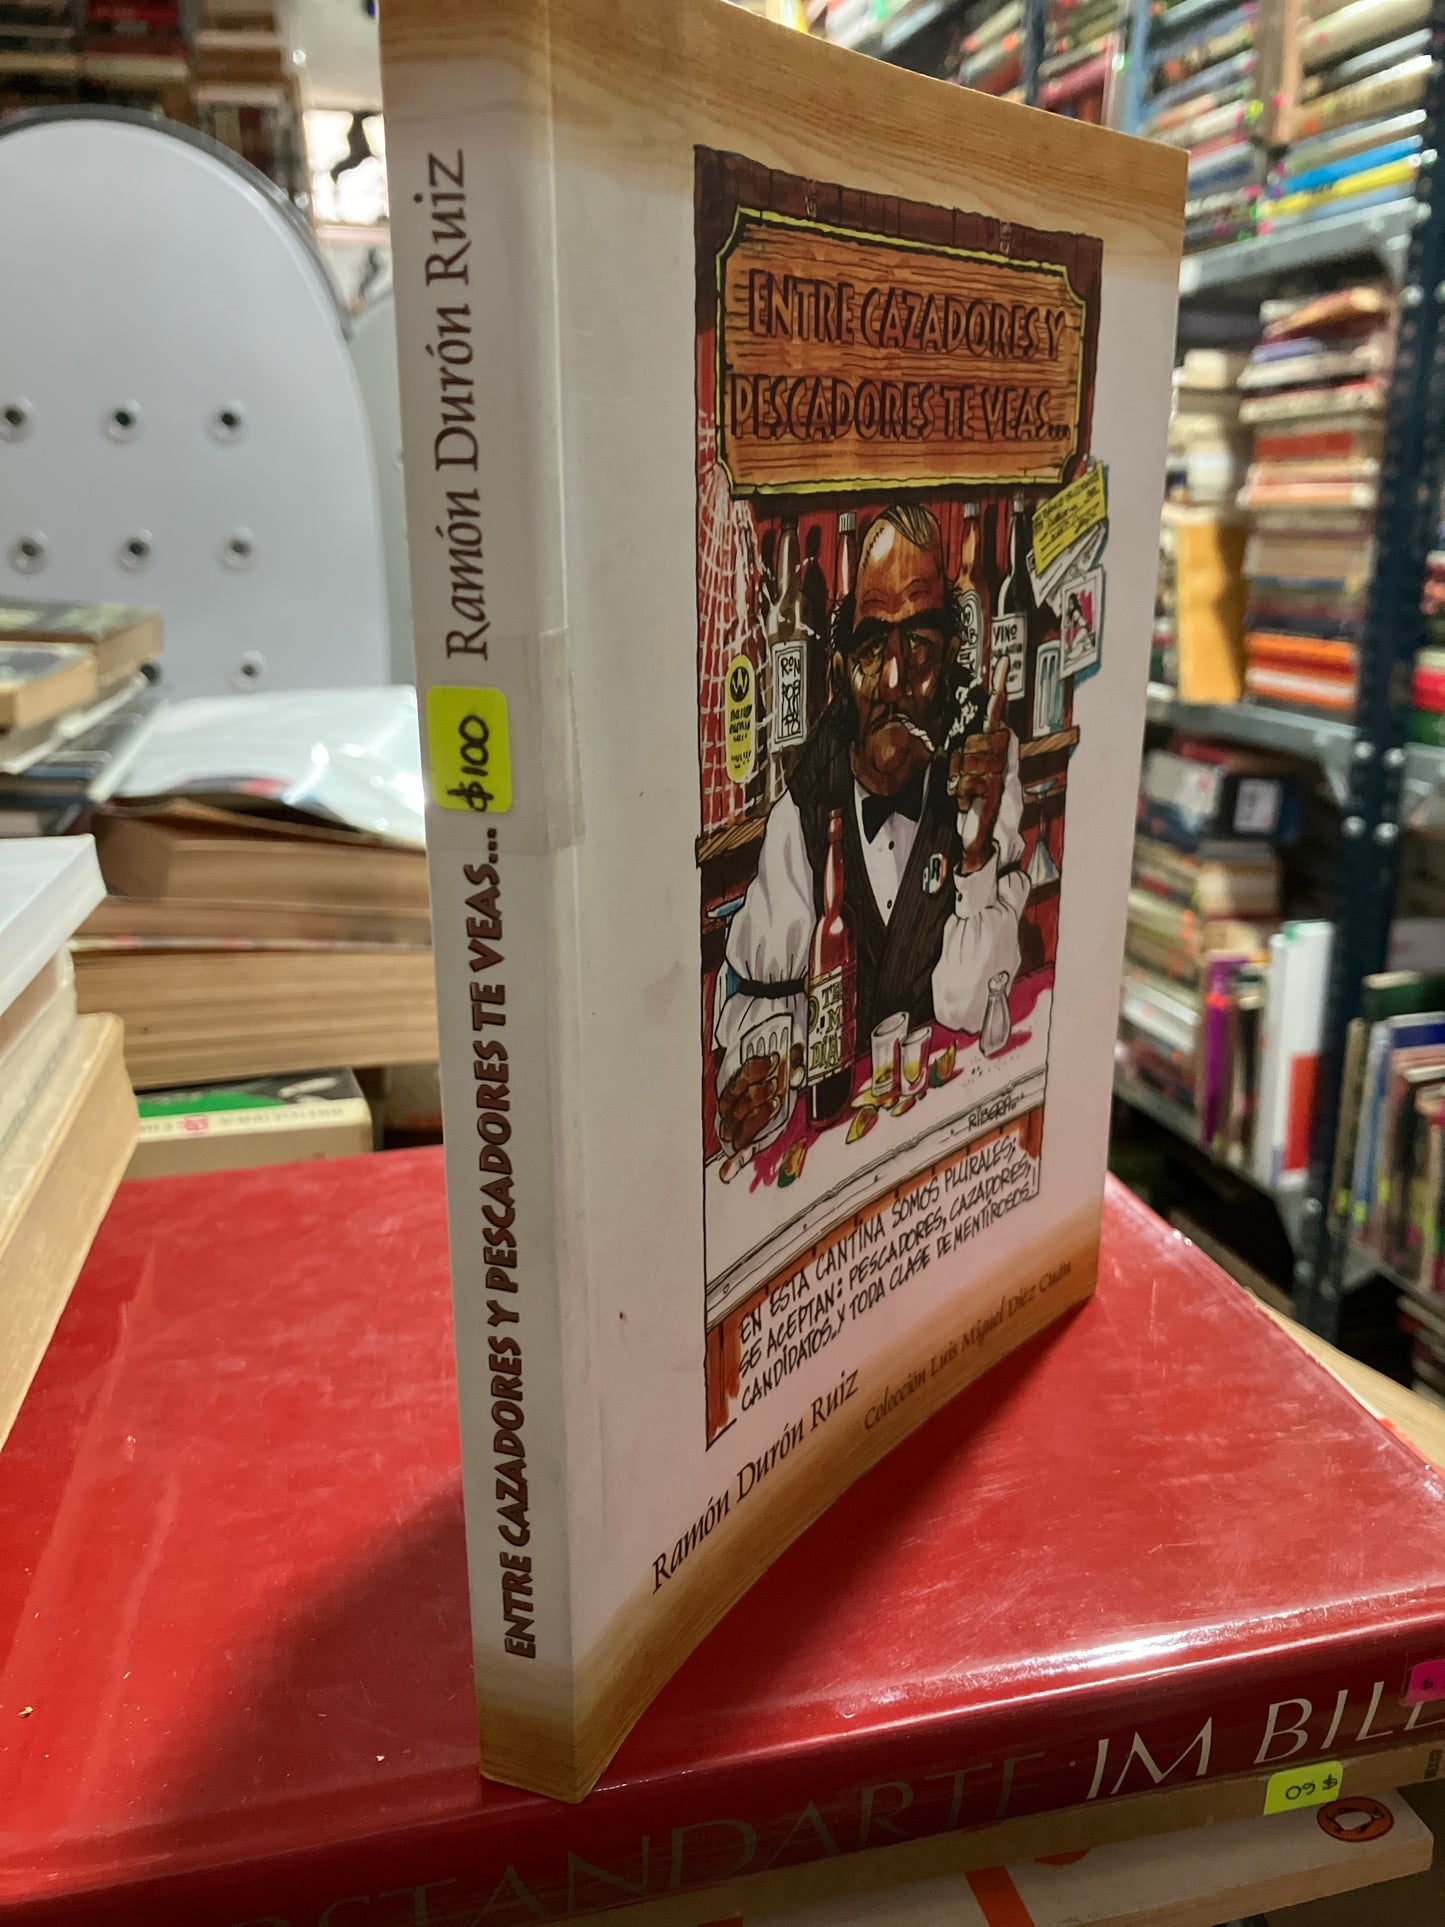 Ramón Durón Ruiz
$100
ENTRE CAZADORES Y PESCADORES TE VEAS...
ENTRE CAZADORES Y
PESCADORES TE VEAS...
RON
VINO
RIBERA
EN ESTA CANTINA SOMOS PLURALES;
SE ACEPTAN: PESCADORES, CAZADORES,
CANDIDATOS..Y TODA CLASE DE MENTIROSOS!
Ramón Durón Ruiz
Colección Luis Miguel Díez Cuán
STANDARTE · IM BIL
$60